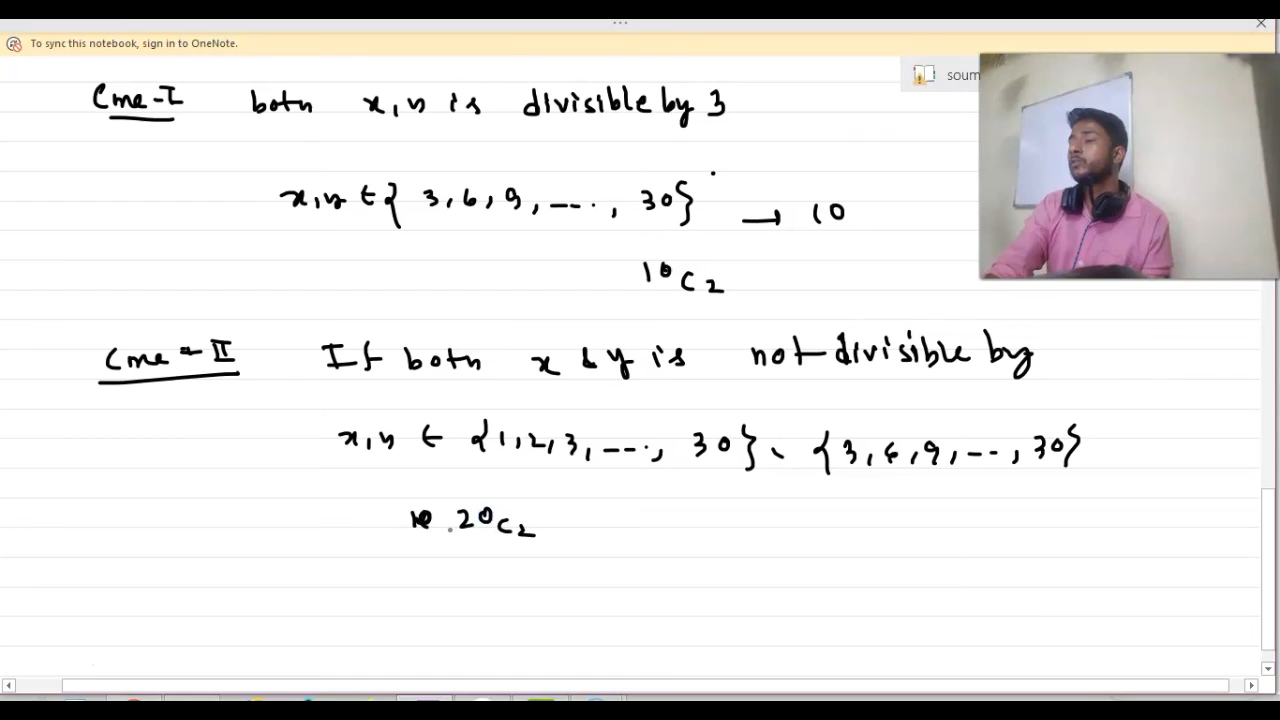 To sync this notebook, sign in to OneNote.
soum
Case-I both x, y is divisible by 3
x, y ∈ { 3, 6, 9, ---., 30} → 10
10C2
Case - II If both x & y is not divisible by
x, y ∈ {1, 2, 3, ---., 30} \ {3, 6, 9, ---, 30}
20C2